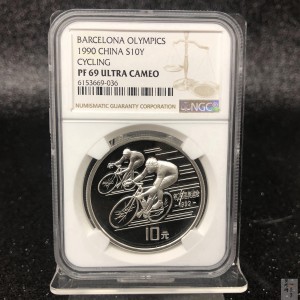 BARCELONA OLYMPICS
1990 CHINA S10Y
CYCLING
PF 69 ULTRA CAMEO
6153669-036
NUMISMATIC GUARANTY CORPORATION
NGC
1992
10元